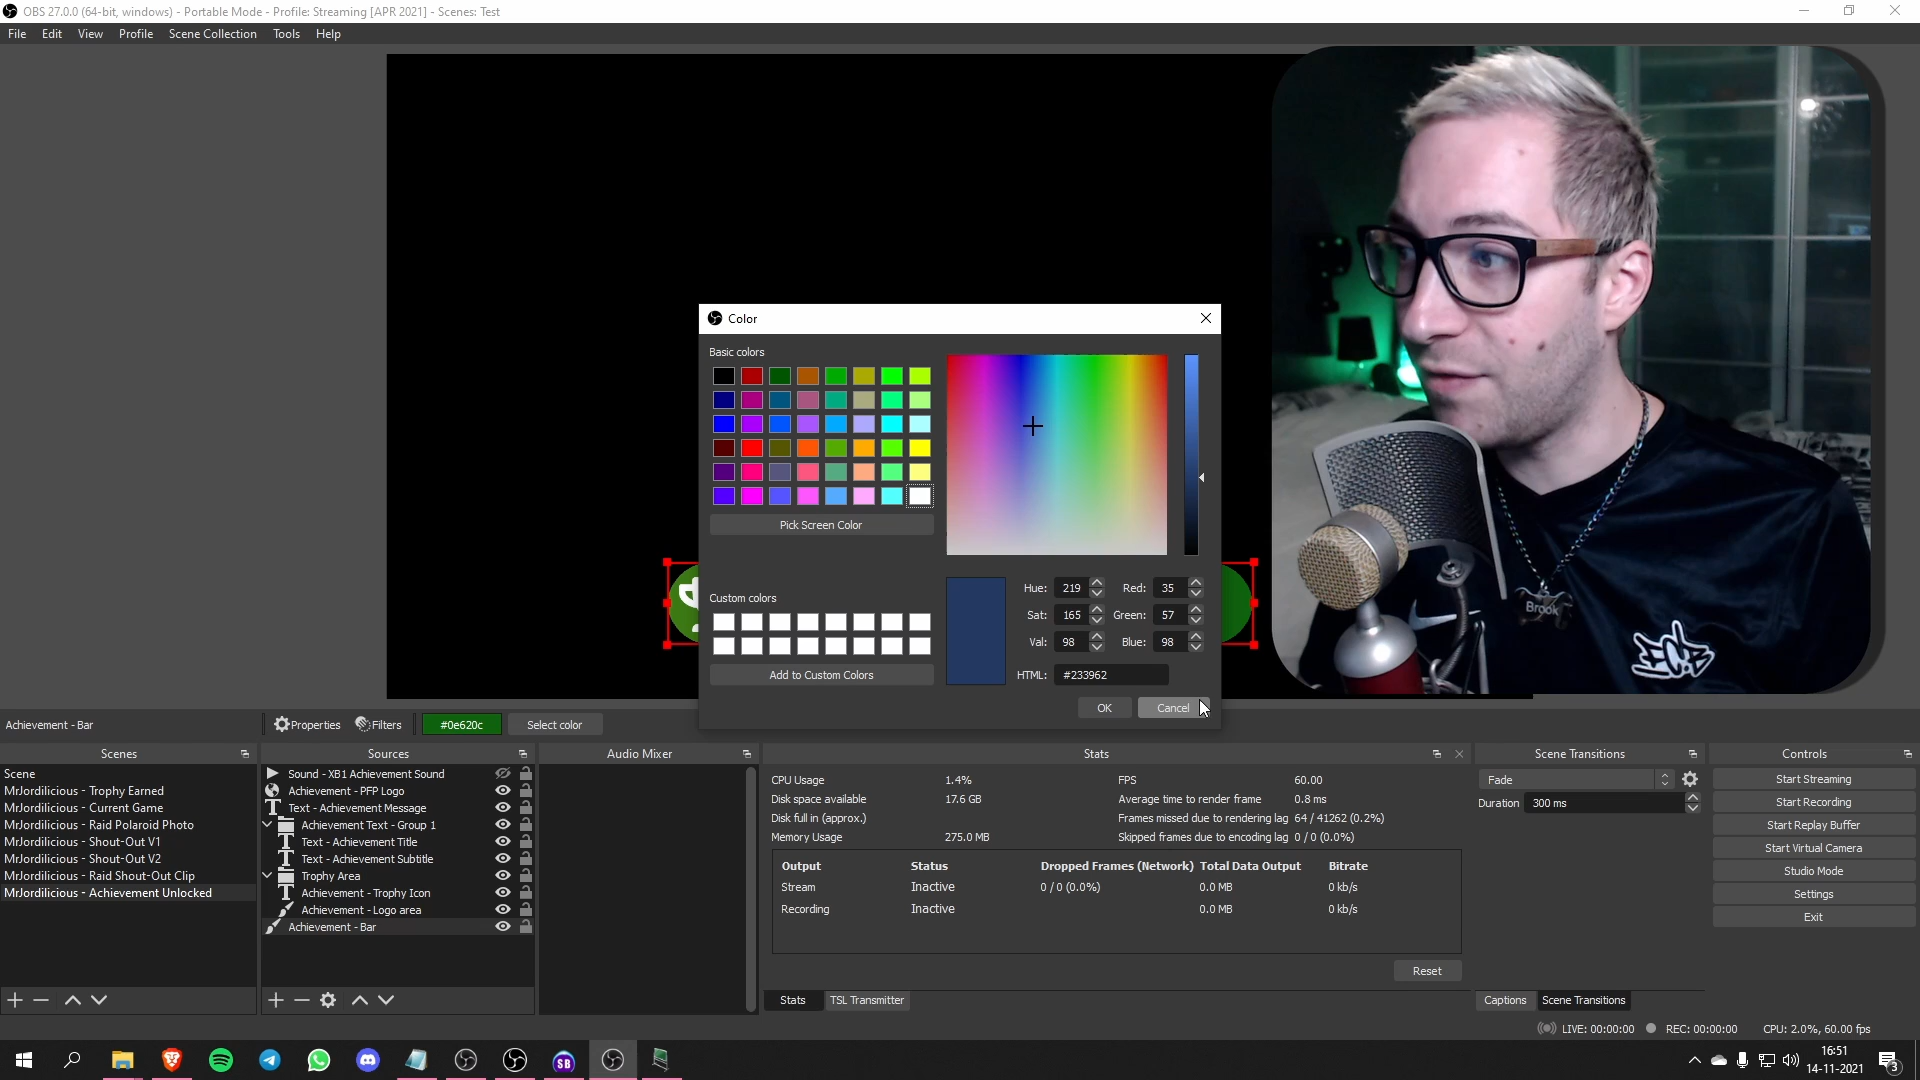 OBS 27.0.0 (64-bit, windows) - Portable Mode - Profile: Streaming [APR 2021] - Scenes: Test
File Edit View Profile Scene Collection Tools Help
Color
Basic colors
Pick Screen Color
Custom colors
Add to Custom Colors
Hue: 219 Red: 35
Sat: 165 Green: 57
Val: 98 Blue: 98
HTML: #233962
OK Cancel
Brook
Achievement - Bar Properties Filters #0e620c Select color
Scenes
Scene
MrJordilicious - Trophy Earned
MrJordilicious - Current Game
MrJordilicious - Raid Polaroid Photo
MrJordilicious - Shout-Out V1
MrJordilicious - Shout-Out V2
MrJordilicious - Raid Shout-Out Clip
MrJordilicious - Achievement Unlocked
Sources
Sound - XB1 Achievement Sound
Achievement - PFP Logo
Text - Achievement Message
Achievement Text - Group 1
Text - Achievement Title
Text - Achievement Subtitle
Trophy Area
Achievement - Trophy Icon
Achievement - Logo area
Achievement - Bar
Audio Mixer
Stats
CPU Usage 1.4% FPS 60.00
Disk space available 17.6 GB Average time to render frame 0.8 ms
Disk full in (approx.) Frames missed due to rendering lag 64 / 41262 (0.2%)
Memory Usage 275.0 MB Skipped frames due to encoding lag 0 / 0 (0.0%)
Output Status Dropped Frames (Network) Total Data Output Bitrate
Stream Inactive 0 / 0 (0.0%) 0.0 MB 0 kb/s
Recording Inactive 0.0 MB 0 kb/s
Reset
Stats TSL Transmitter
Scene Transitions
Fade
Duration 300 ms
Captions Scene Transitions
Controls
Start Streaming
Start Recording
Start Replay Buffer
Start Virtual Camera
Studio Mode
Settings
Exit
LIVE: 00:00:00 REC: 00:00:00 CPU: 2.0%, 60.00 fps
SB
16:51
14-11-2021
3